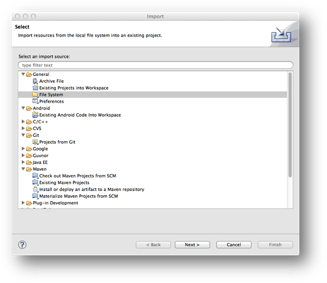 Import
Select
Import resources from the local file system into an existing project.
Select an import source:
type filter text
General
Archive File
Existing Projects into Workspace
File System
Preferences
Android
Existing Android Code Into Workspace
C/C++
CVS
Git
Projects from Git
Google
Guvnor
Java EE
Maven
Check out Maven Projects from SCM
Existing Maven Projects
Install or deploy an artifact to a Maven repository
Materialize Maven Projects from SCM
Plug-in Development
?
< Back
Next >
Cancel
Finish